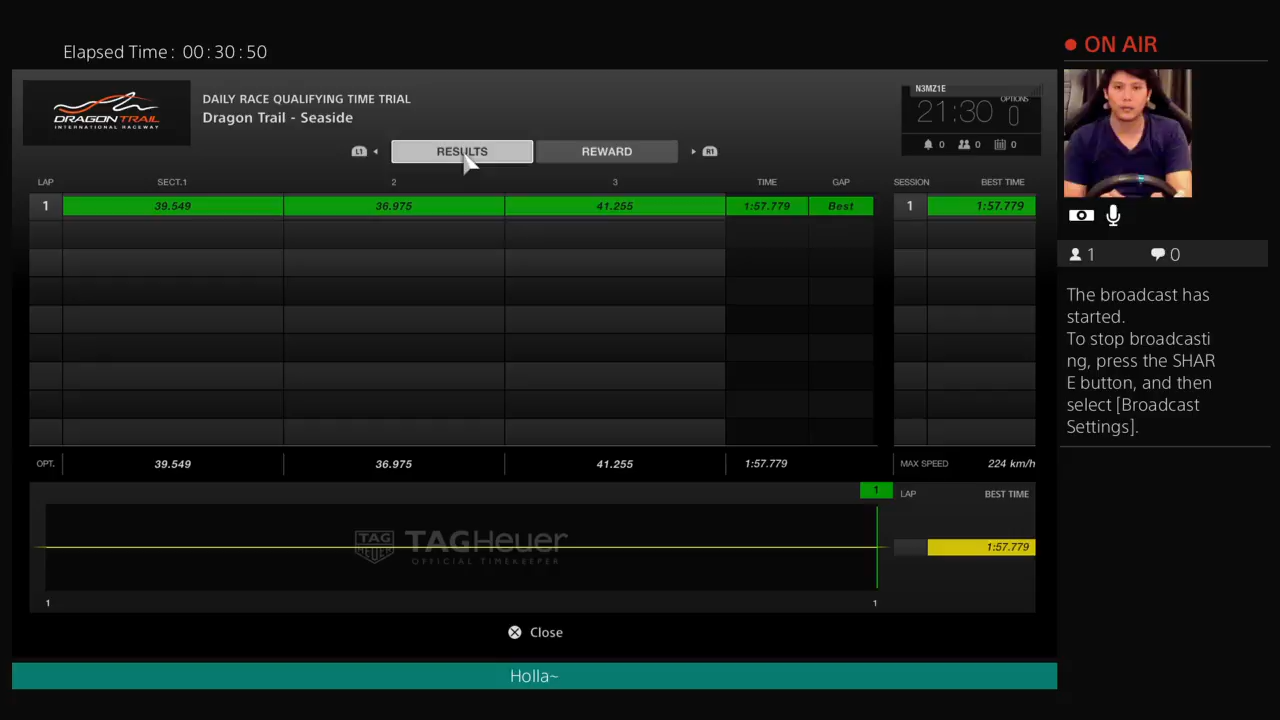 Elapsed Time: 00:30:50
ON AIR
DRAGON TRAIL
INTERNATIONAL RACEWAY
DAILY RACE QUALIFYING TIME TRIAL
Dragon Trail - Seaside
N3MZ1E
21:30
OPTIONS
0 0 0
L1 RESULTS REWARD R1
LAP SECT.1 2 3 TIME GAP SESSION BEST TIME
1 39.549 36.975 41.255 1:57.779 Best 1 1:57.779
OPT. 39.549 36.975 41.255 1:57.779 MAX SPEED 224 km/h
1 LAP BEST TIME
TAG HEUER TAGHeuer
OFFICIAL TIMEKEEPER
1:57.779
1 1
Close
Holla~
1 0
The broadcast has
started.
To stop broadcasti
ng, press the SHAR
E button, and then
select [Broadcast
Settings].